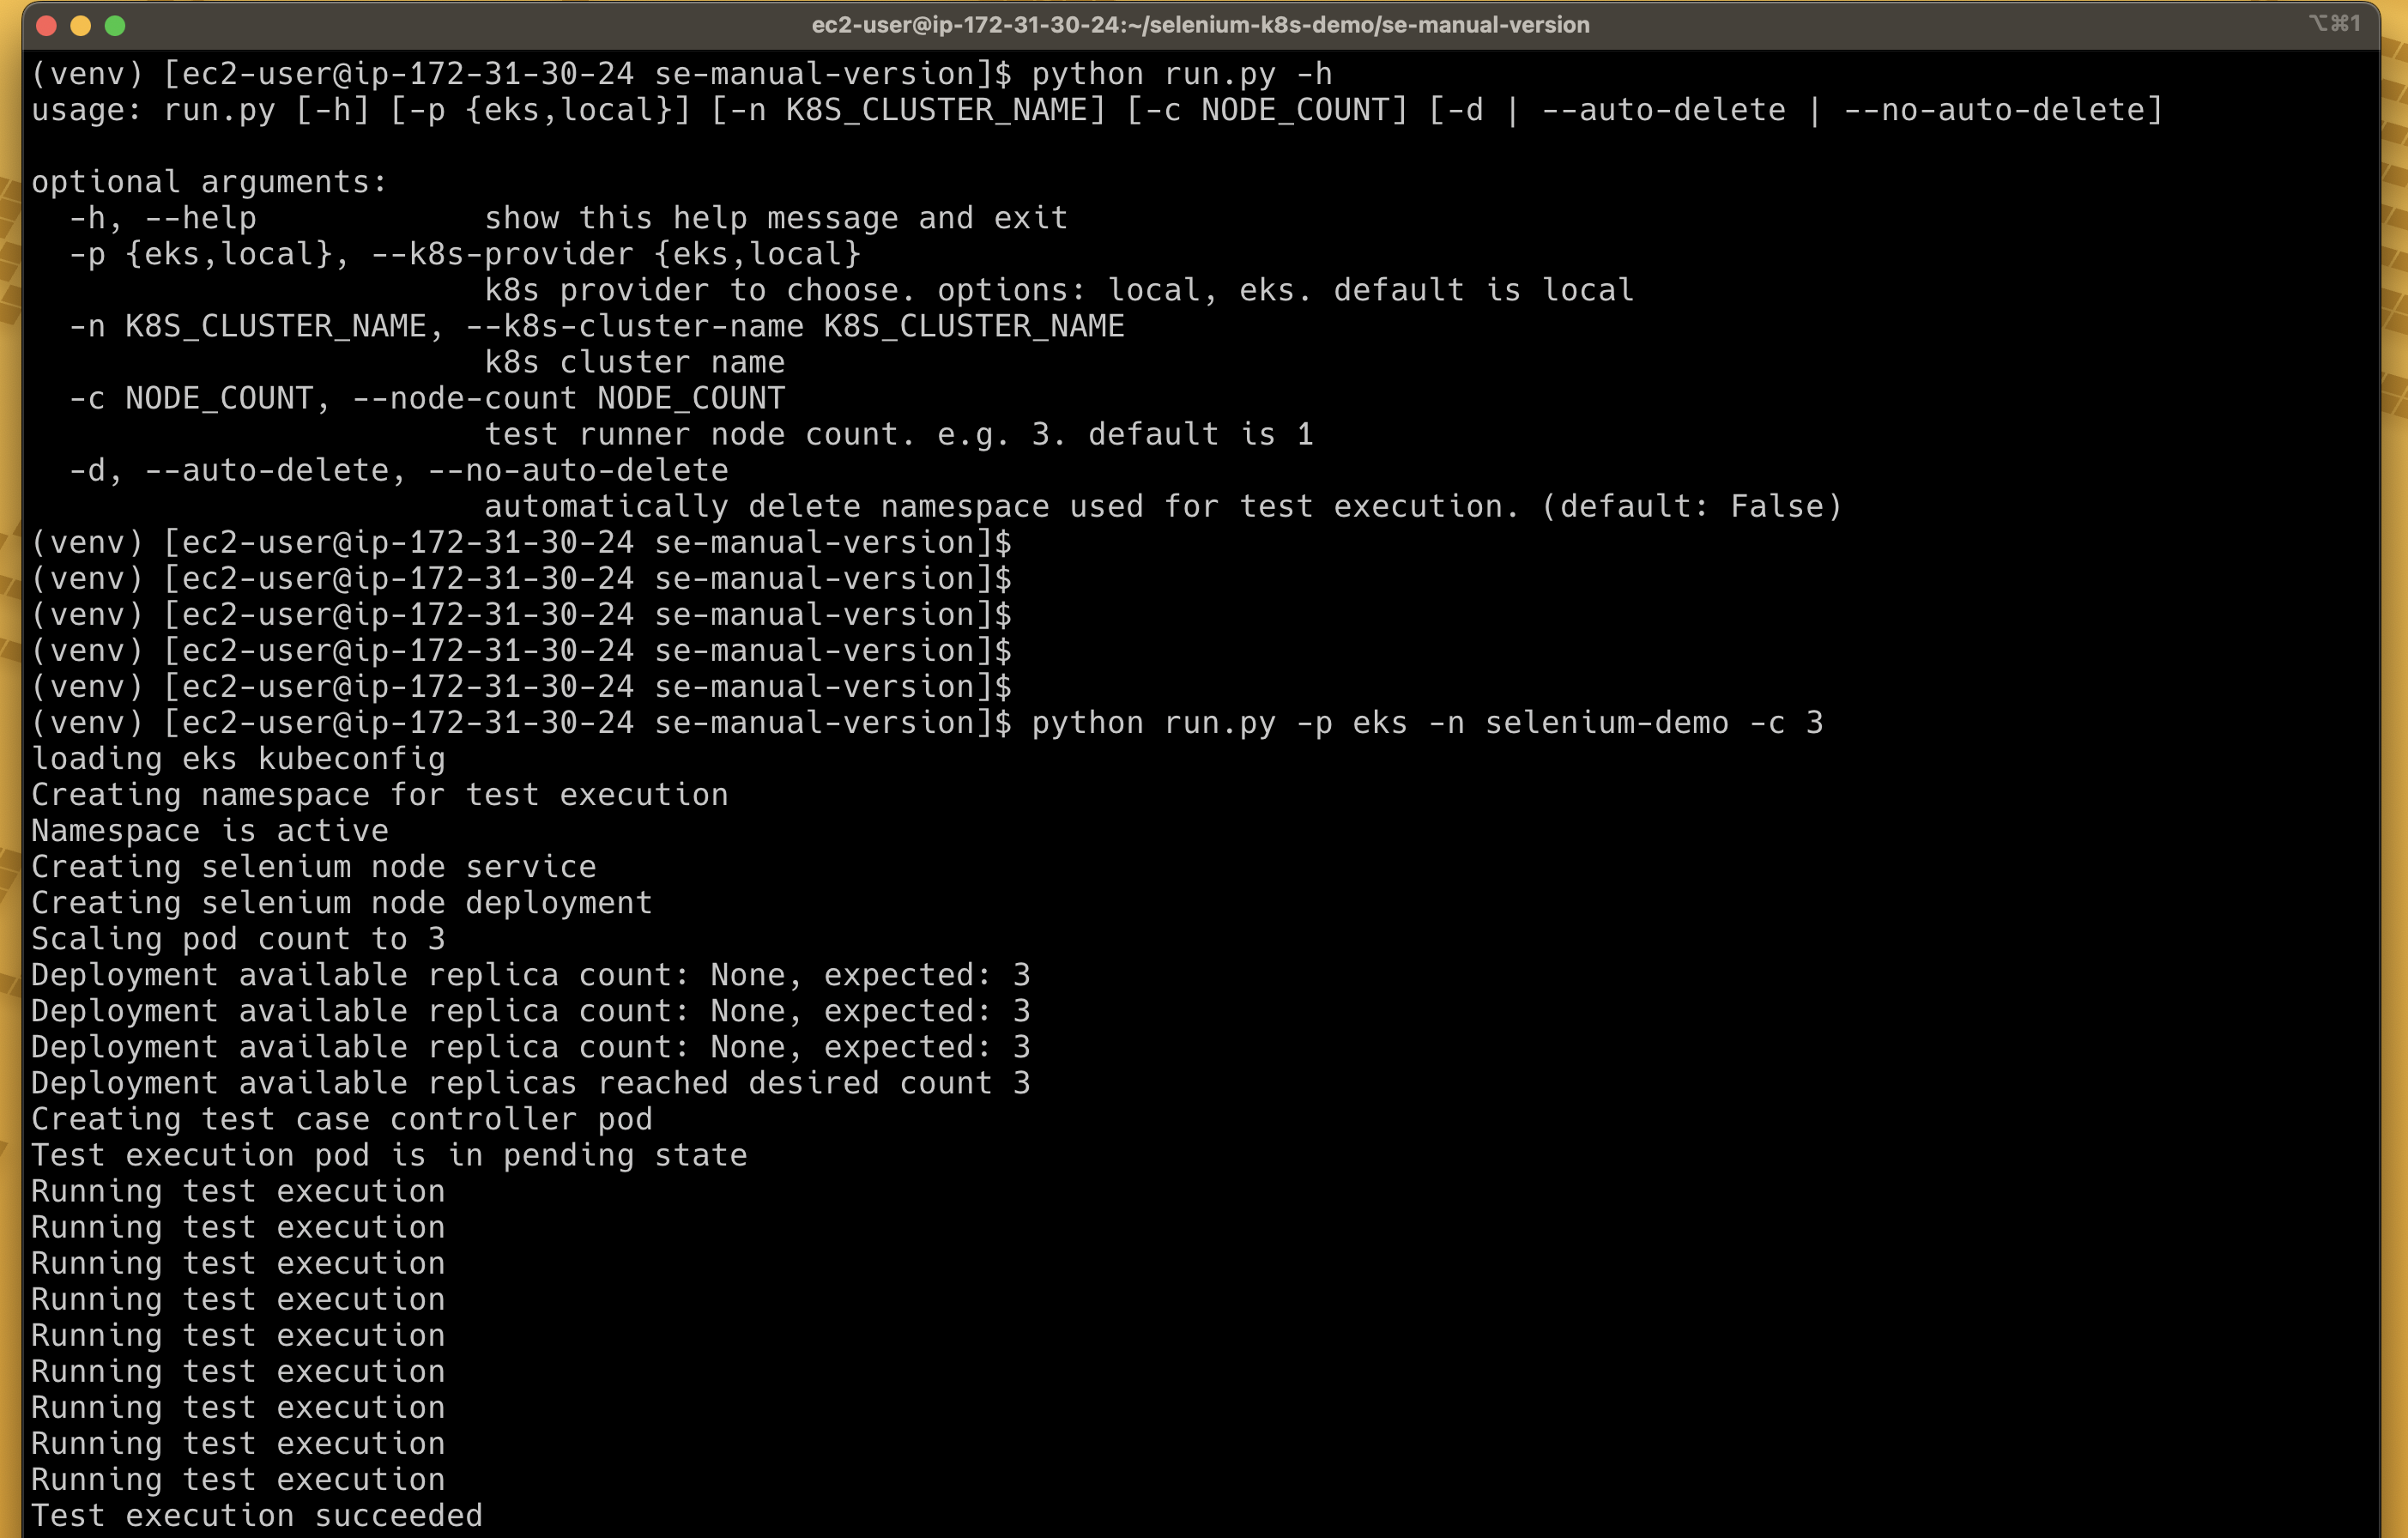 ec2-user@ip-172-31-30-24:~/selenium-k8s-demo/se-manual-version
⌥⌘1
(venv) [ec2-user@ip-172-31-30-24 se-manual-version]$ python run.py -h
usage: run.py [-h] [-p {eks,local}] [-n K8S_CLUSTER_NAME] [-c NODE_COUNT] [-d | --auto-delete | --no-auto-delete]

optional arguments:
  -h, --help            show this help message and exit
  -p {eks,local}, --k8s-provider {eks,local}
                        k8s provider to choose. options: local, eks. default is local
  -n K8S_CLUSTER_NAME, --k8s-cluster-name K8S_CLUSTER_NAME
                        k8s cluster name
  -c NODE_COUNT, --node-count NODE_COUNT
                        test runner node count. e.g. 3. default is 1
  -d, --auto-delete, --no-auto-delete
                        automatically delete namespace used for test execution. (default: False)
(venv) [ec2-user@ip-172-31-30-24 se-manual-version]$
(venv) [ec2-user@ip-172-31-30-24 se-manual-version]$
(venv) [ec2-user@ip-172-31-30-24 se-manual-version]$
(venv) [ec2-user@ip-172-31-30-24 se-manual-version]$
(venv) [ec2-user@ip-172-31-30-24 se-manual-version]$
(venv) [ec2-user@ip-172-31-30-24 se-manual-version]$ python run.py -p eks -n selenium-demo -c 3
loading eks kubeconfig
Creating namespace for test execution
Namespace is active
Creating selenium node service
Creating selenium node deployment
Scaling pod count to 3
Deployment available replica count: None, expected: 3
Deployment available replica count: None, expected: 3
Deployment available replica count: None, expected: 3
Deployment available replicas reached desired count 3
Creating test case controller pod
Test execution pod is in pending state
Running test execution
Running test execution
Running test execution
Running test execution
Running test execution
Running test execution
Running test execution
Running test execution
Running test execution
Test execution succeeded